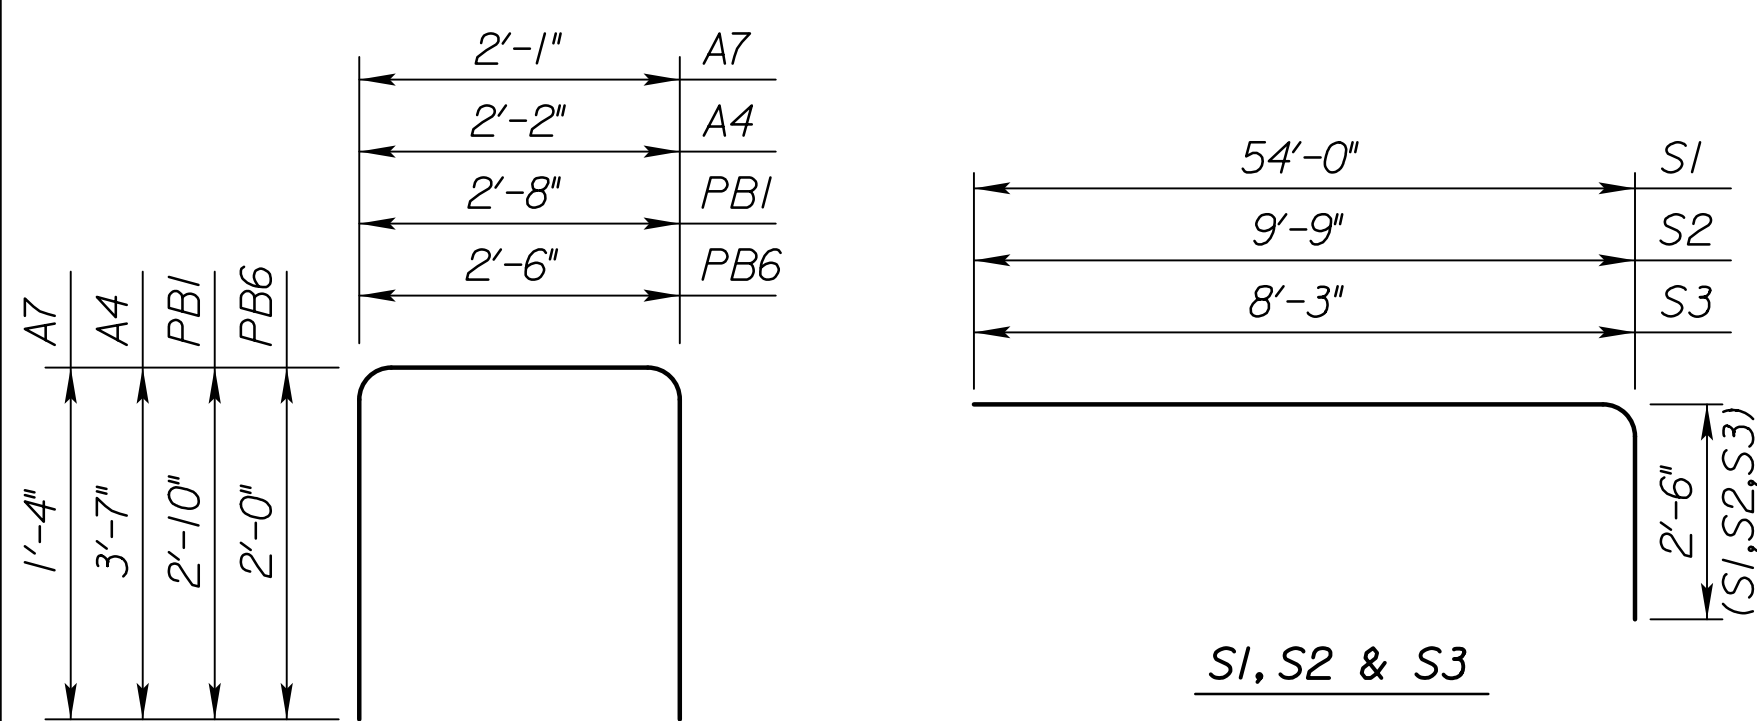 2'-1" A7
2'-2" A4
2'-8" PB1
2'-6" PB6
A7
A4
PB1
PB6
1'-4"
3'-7"
2'-10"
2'-0"
54'-0" S1
9'-9" S2
8'-3" S3
2'-6"
(S1,S2,S3)
S1, S2 & S3